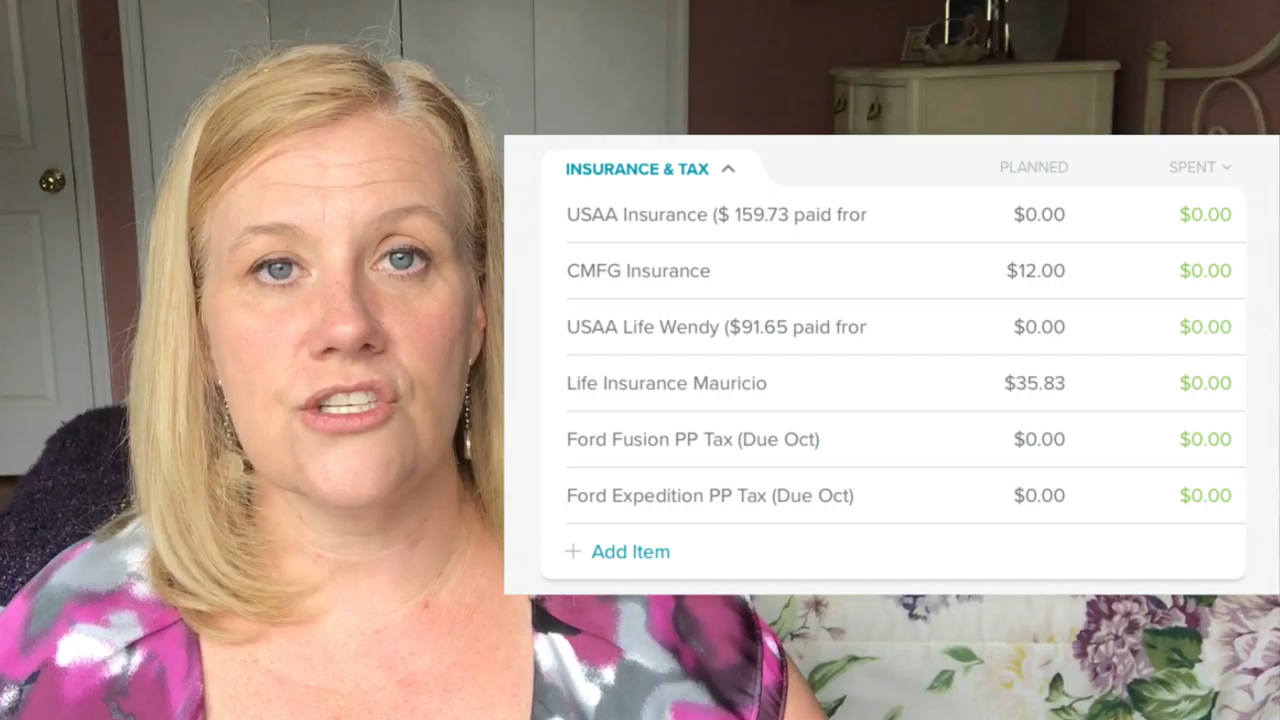 INSURANCE & TAX PLANNED SPENT
USAA Insurance ($ 159.73 paid fror $0.00 $0.00
CMFG Insurance $12.00 $0.00
USAA Life Wendy ($91.65 paid fror $0.00 $0.00
Life Insurance Mauricio $35.83 $0.00
Ford Fusion PP Tax (Due Oct) $0.00 $0.00
Ford Expedition PP Tax (Due Oct) $0.00 $0.00
+ Add Item